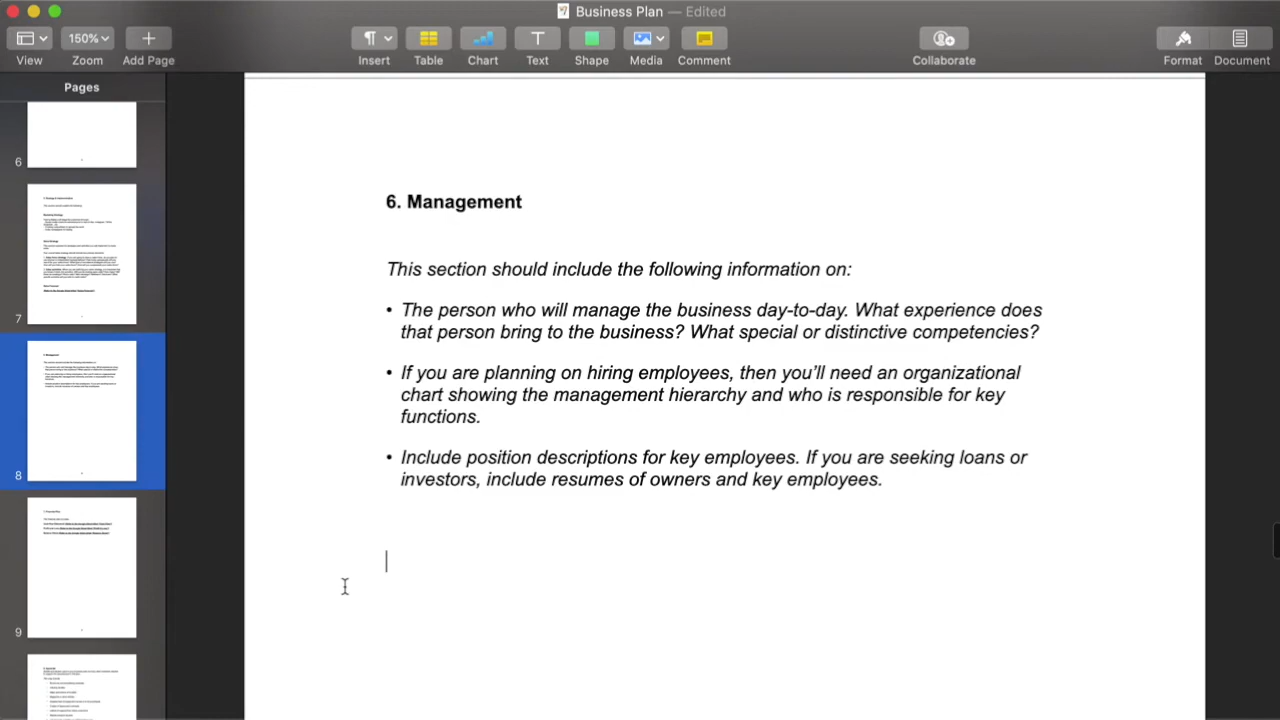 Business Plan — Edited
150%
View
Zoom
Add Page
Insert
Table
Chart
Text
Shape
Media
Comment
Collaborate
Format
Document
Pages
6
7
8
9
6. Management
This section should include the following information on:
• The person who will manage the business day-to-day. What experience does
that person bring to the business? What special or distinctive competencies?
• If you are planning on hiring employees, than you’ll need an organizational
chart showing the management hierarchy and who is responsible for key
functions.
• Include position descriptions for key employees. If you are seeking loans or
investors, include resumes of owners and key employees.